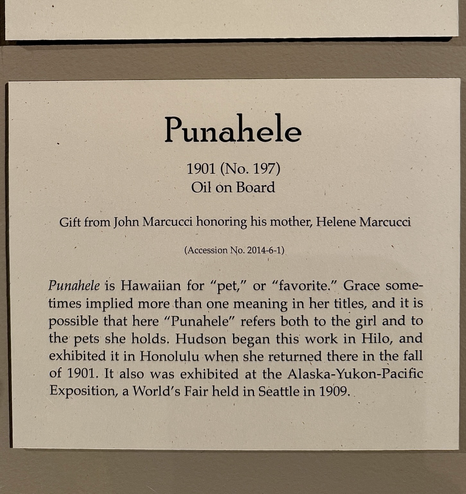 Punahele
1901 (No. 197)
Oil on Board
Gift from John Marcucci honoring his mother, Helene Marcucci
(Accession No. 2014-6-1)
Punahele is Hawaiian for “pet,” or “favorite.” Grace some-
times implied more than one meaning in her titles, and it is
possible that here “Punahele” refers both to the girl and to
the pets she holds. Hudson began this work in Hilo, and
exhibited it in Honolulu when she returned there in the fall
of 1901. It also was exhibited at the Alaska-Yukon-Pacific
Exposition, a World’s Fair held in Seattle in 1909.